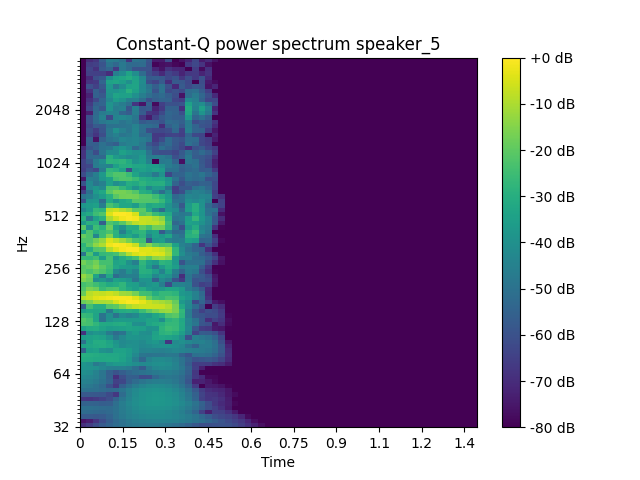 Constant-Q power spectrum speaker_5
+0 dB
2048
-10 dB
1024
-20 dB
512
-30 dB
Hz
-40 dB
256
-50 dB
128
-60 dB
64
-70 dB
32
-80 dB
0 0.15 0.3 0.45 0.6 0.75 0.9 1.1 1.2 1.4
Time